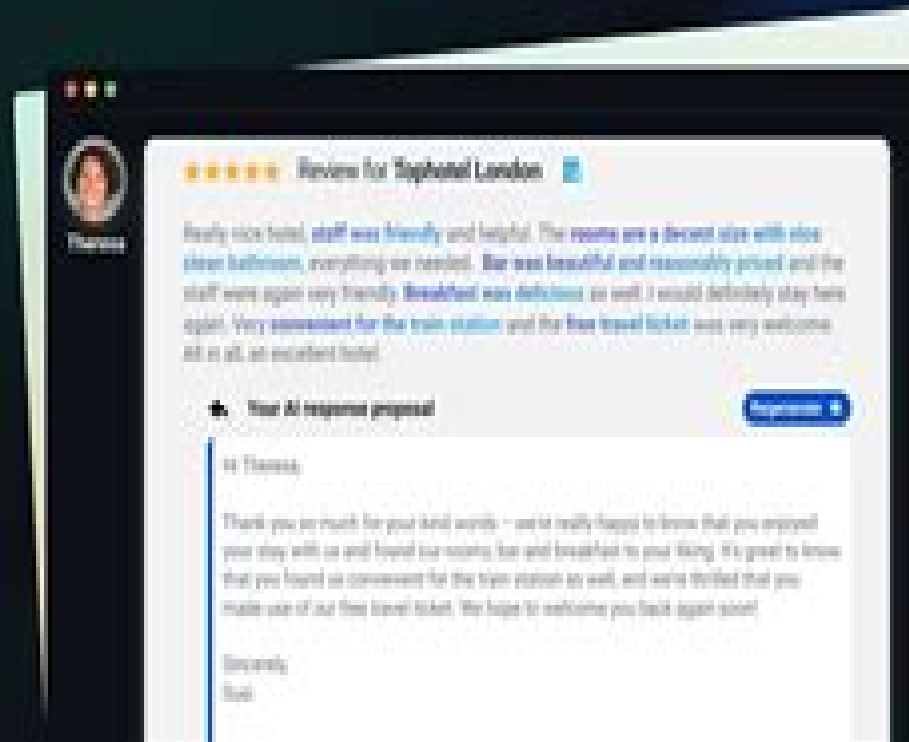 Theresa
Review for Tophotel London
Really nice hotel, staff was friendly and helpful. The rooms are a decent size with nice
clean bathroom, everything we needed. Bar was beautiful and reasonably priced and the
staff were again very friendly. Breakfast was delicious as well. I would definitely stay here
again. Very convenient for the train station and the free travel ticket was very welcome.
All in all, an excellent hotel.
Your AI response proposal
Regenerate
Hi Theresa,
Thank you so much for your kind words – we're really happy to know that you enjoyed
your stay with us and found our rooms, bar and breakfast to your liking. It's great to know
that you found us convenient for the train station as well, and we're thrilled that you
made use of our free travel ticket. We hope to welcome you back again soon!
Sincerely,